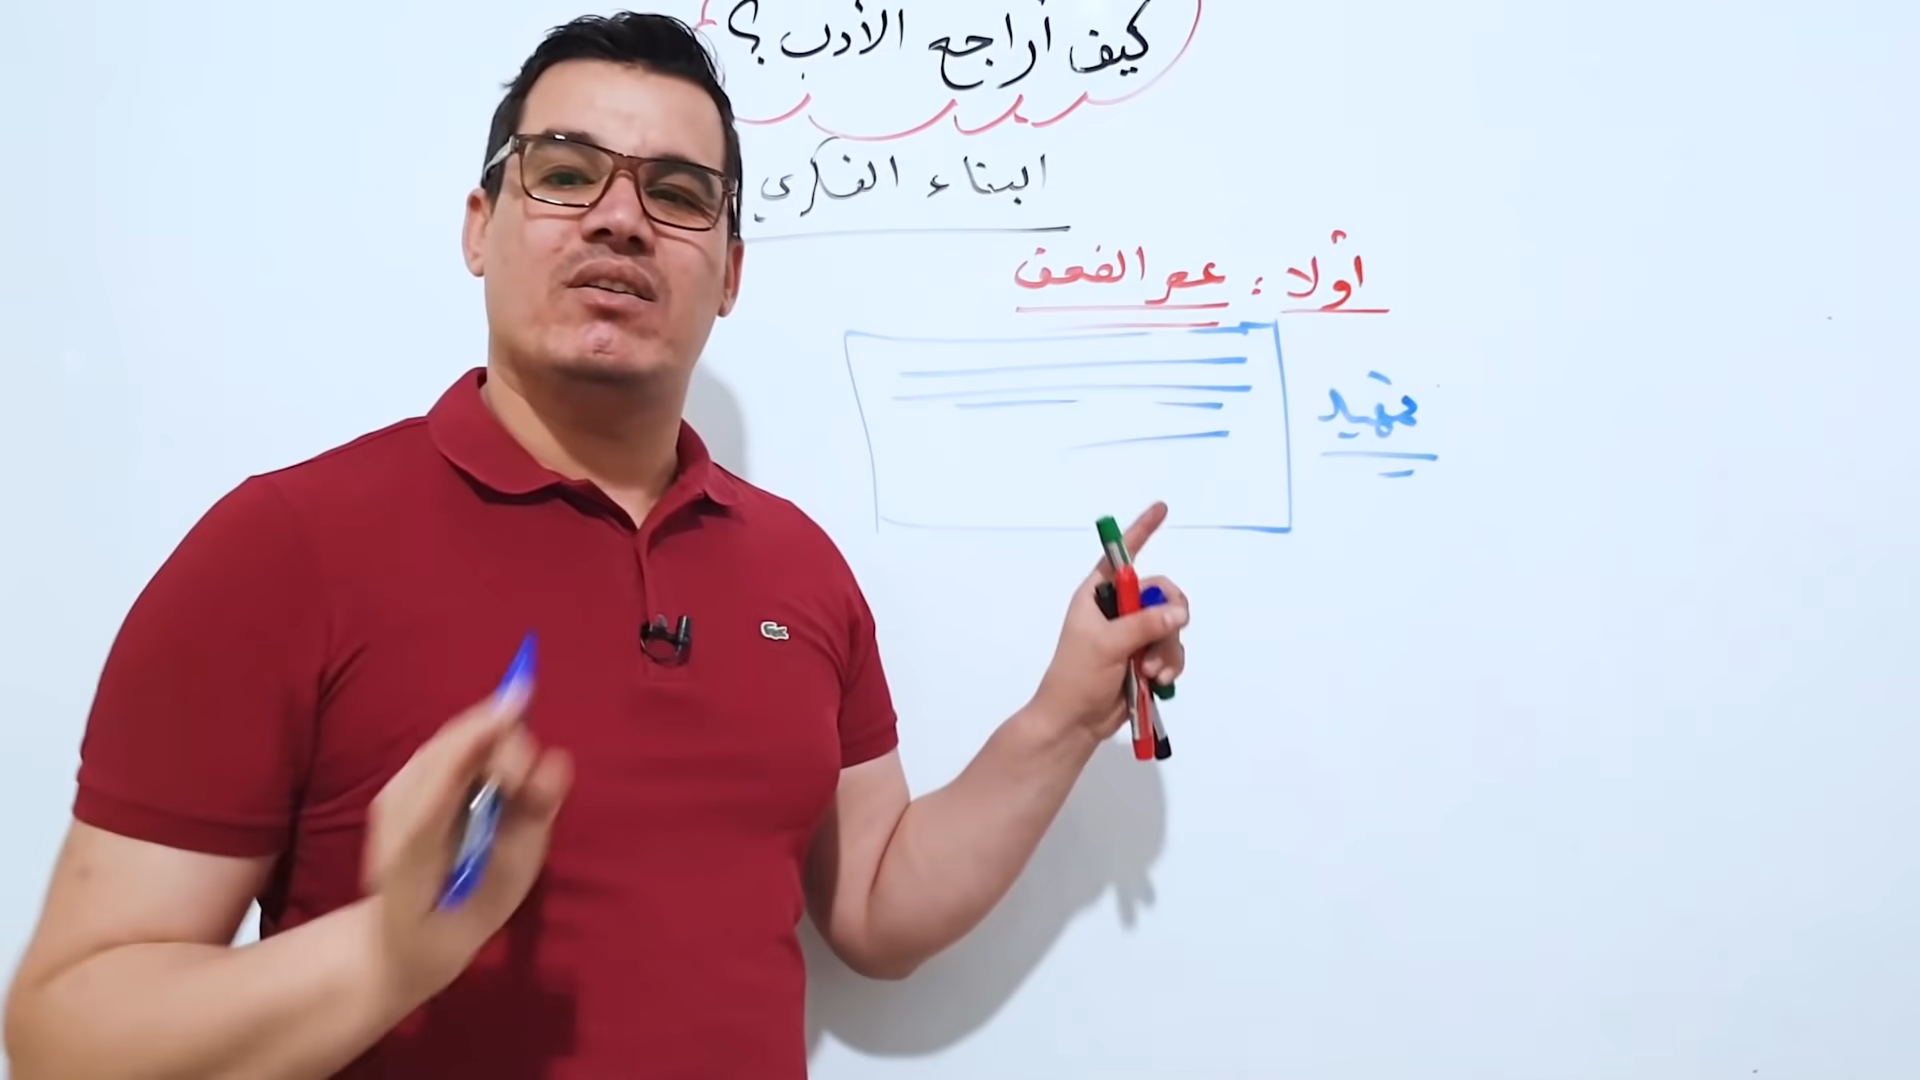 كيف أراجع الأدب؟
البناء الفكري
أولا: عصر الضعف
تمهيد